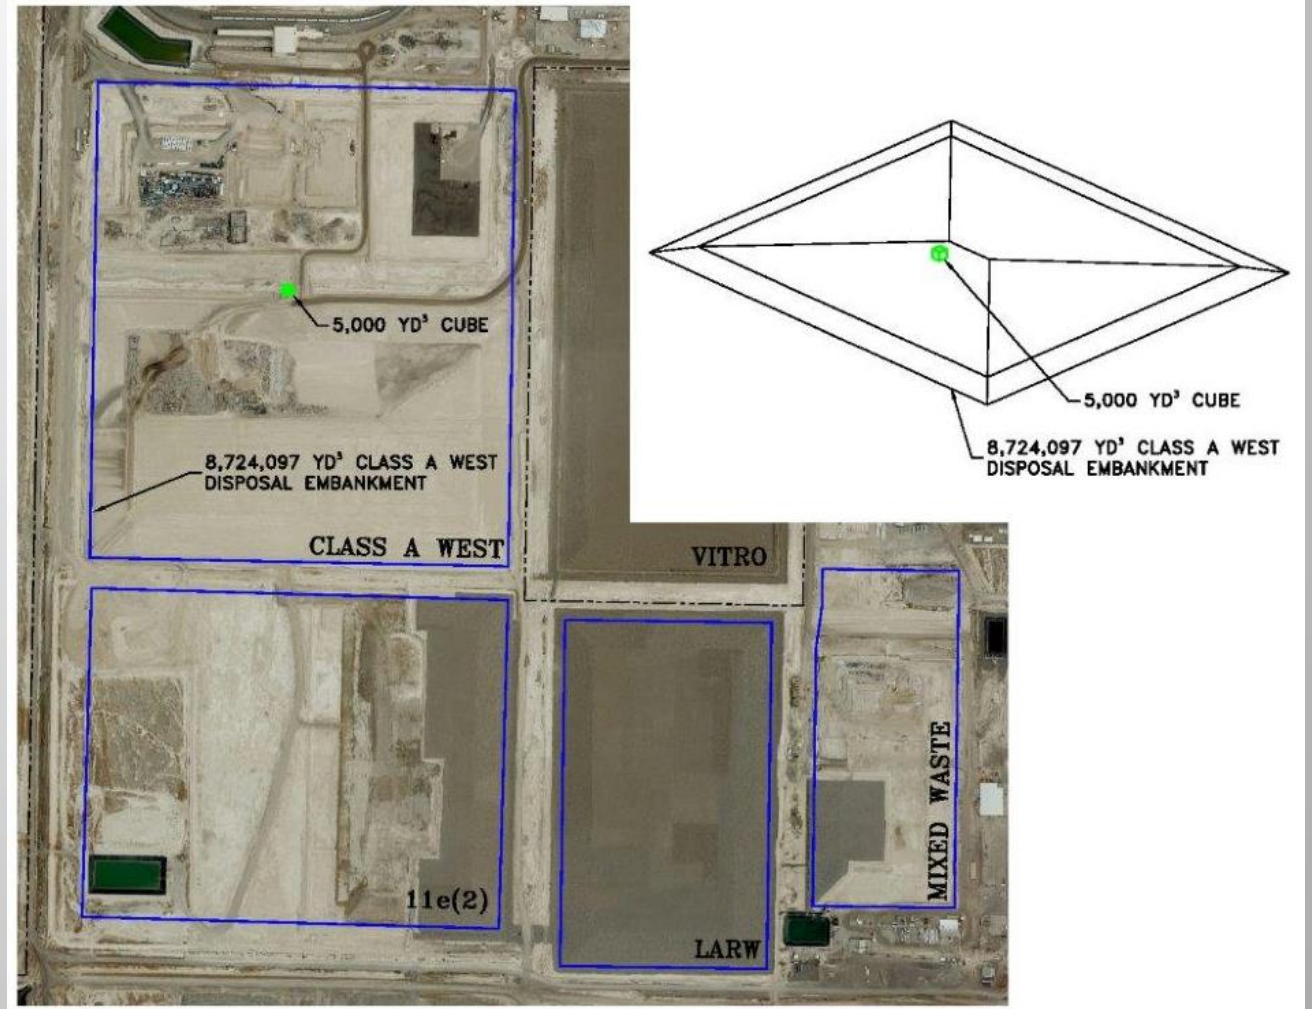 5,000 YD³ CUBE
8,724,097 YD³ CLASS A WEST
DISPOSAL EMBANKMENT
CLASS A WEST
VITRO
5,000 YD³ CUBE
8,724,097 YD³ CLASS A WEST
DISPOSAL EMBANKMENT
11e(2)
LARW
MIXED WASTE